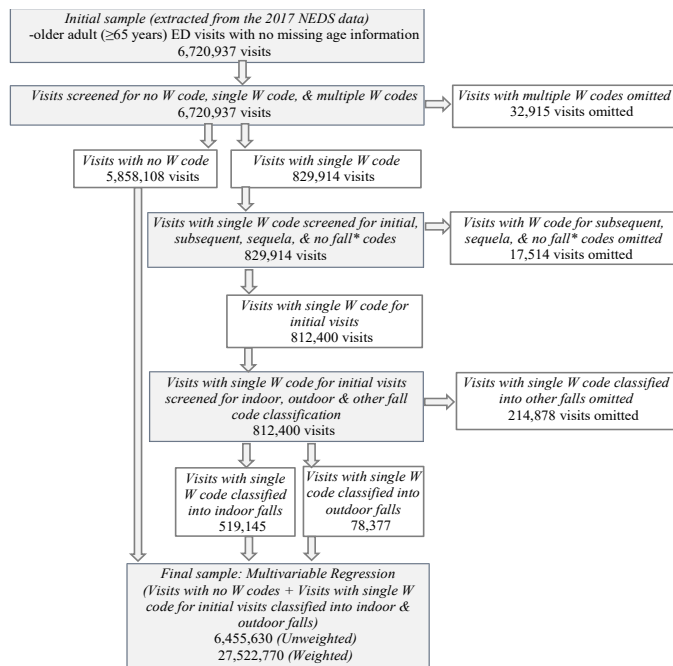 Initial sample (extracted from the 2017 NEDS data)
-older adult (≥65 years) ED visits with no missing age information
6,720,937 visits
Visits screened for no W code, single W code, & multiple W codes
6,720,937 visits
Visits with multiple W codes omitted
32,915 visits omitted
Visits with no W code
5,858,108 visits
Visits with single W code
829,914 visits
Visits with single W code screened for initial,
subsequent, sequela, & no fall* codes
829,914 visits
Visits with W code for subsequent,
sequela, & no fall* codes omitted
17,514 visits omitted
Visits with single W code for
initial visits
812,400 visits
Visits with single W code for initial visits
screened for indoor, outdoor & other fall
code classification
812,400 visits
Visits with single W code classified
into other falls omitted
214,878 visits omitted
Visits with single
W code classified
into indoor falls
519,145
Visits with single W
code classified into
outdoor falls
78,377
Final sample: Multivariable Regression
(Visits with no W codes + Visits with single W
code for initial visits classified into indoor &
outdoor falls)
6,455,630 (Unweighted)
27,522,770 (Weighted)